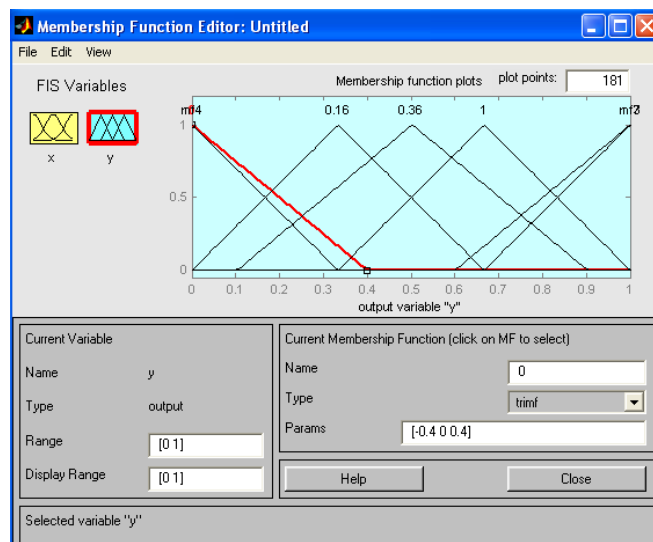 Membership Function Editor: Untitled
File Edit View
FIS Variables
Membership function plots plot points: 181
0.16 0.36 1
1
0.5
0
x y
0 0.1 0.2 0.3 0.4 0.5 0.6 0.7 0.8 0.9 1
output variable "y"
Current Variable
Name y
Type output
Range [0 1]
Display Range [0 1]
Current Membership Function (click on MF to select)
Name 0
Type trimf
Params [-0.4 0 0.4]
Help Close
Selected variable "y"